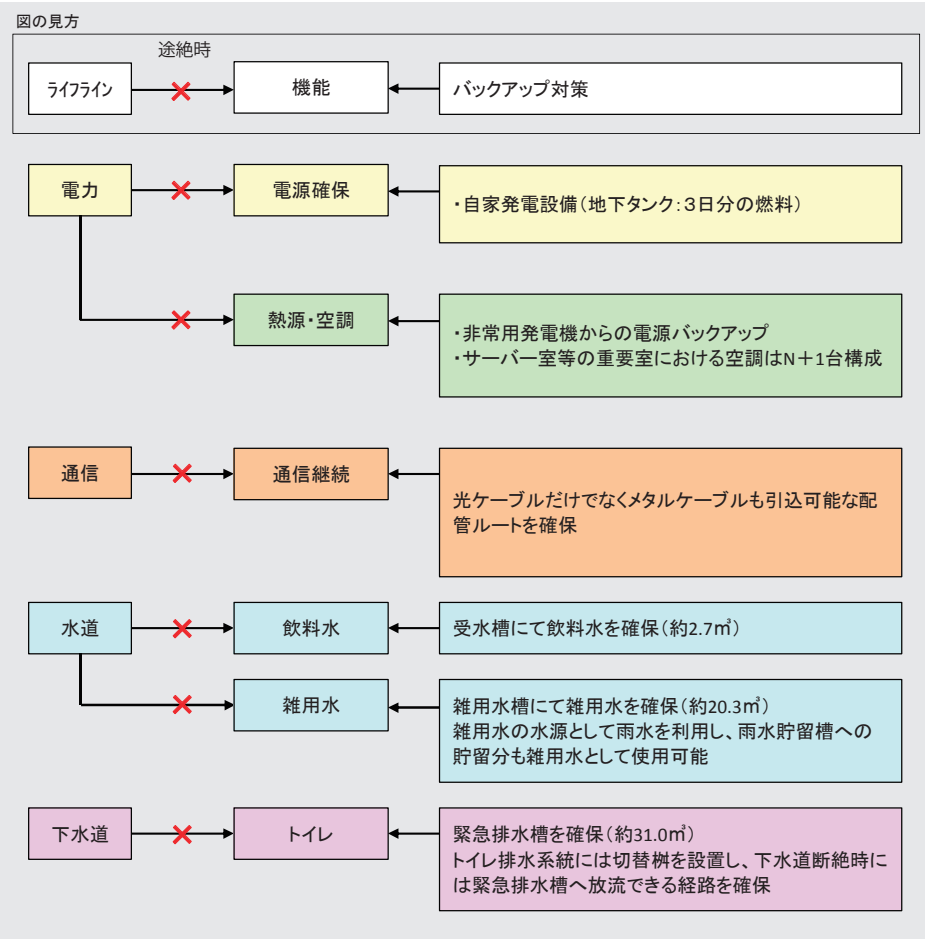 図の見方
途絶時
ライフライン
機能
バックアップ対策
電力
電源確保
・自家発電設備(地下タンク:3日分の燃料)
熱源・空調
・非常用発電機からの電源バックアップ
・サーバー室等の重要室における空調はN+1台構成
通信
通信継続
光ケーブルだけでなくメタルケーブルも引込可能な配
管ルートを確保
水道
飲料水
受水槽にて飲料水を確保(約2.7㎥)
雑用水
雑用水槽にて雑用水を確保(約20.3㎥)
雑用水の水源として雨水を利用し、雨水貯留槽への
貯留分も雑用水として使用可能
下水道
トイレ
緊急排水槽を確保(約31.0㎥)
トイレ排水系統には切替桝を設置し、下水道断絶時に
は緊急排水槽へ放流できる経路を確保